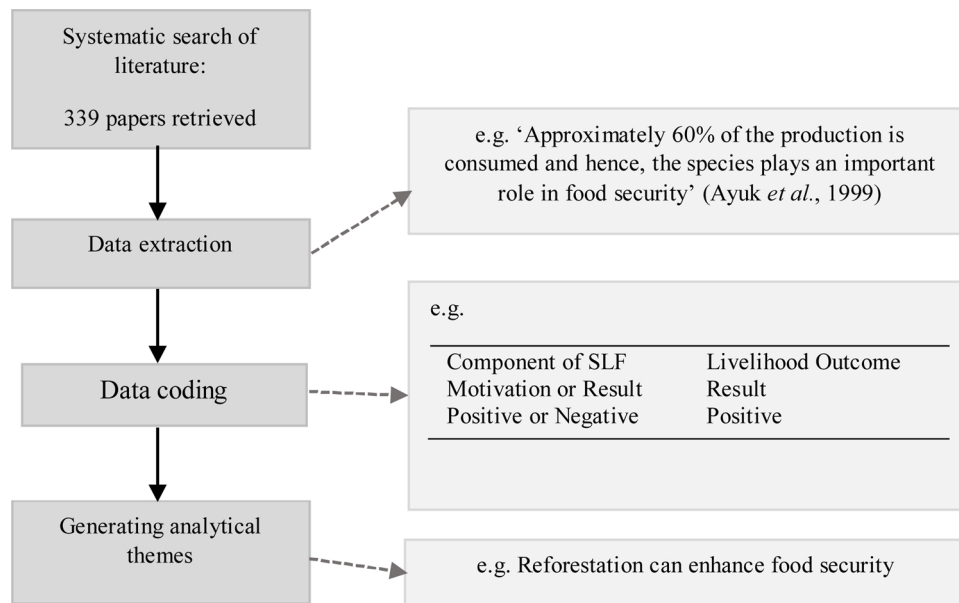 Systematic search of
literature:
339 papers retrieved
e.g. ‘Approximately 60% of the production is
consumed and hence, the species plays an important
role in food security’ (Ayuk et al., 1999)
Data extraction
e.g.
Component of SLF Livelihood Outcome
Motivation or Result Result
Positive or Negative Positive
Data coding
Generating analytical
themes
e.g. Reforestation can enhance food security